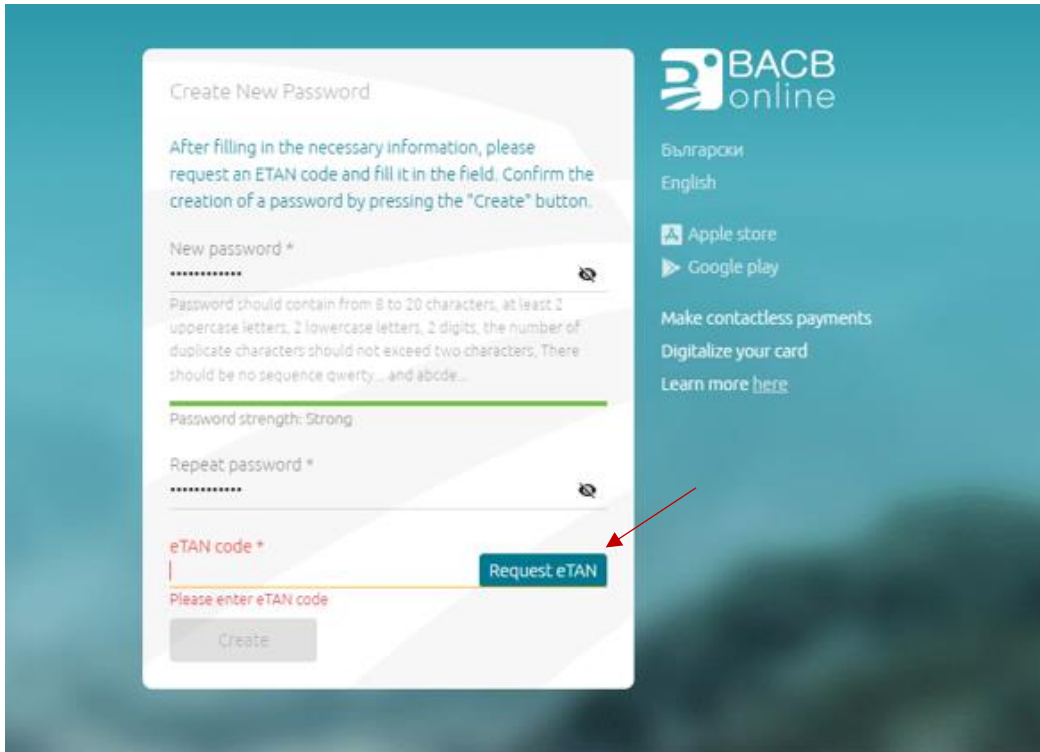 Create New Password
After filling in the necessary information, please
request an ETAN code and fill it in the field. Confirm the
creation of a password by pressing the "Create" button.
New password *
••••••••••••
Password should contain from 8 to 20 characters, at least 2
uppercase letters, 2 lowercase letters, 2 digits, the number of
duplicate characters should not exceed two characters, There
should be no sequence qwerty... and abcde...
Password strength: Strong
Repeat password *
••••••••••••
eTAN code *
Request eTAN
Please enter eTAN code
Create
BACB
online
Български
English
Apple store
Google play
Make contactless payments
Digitalize your card
Learn more here